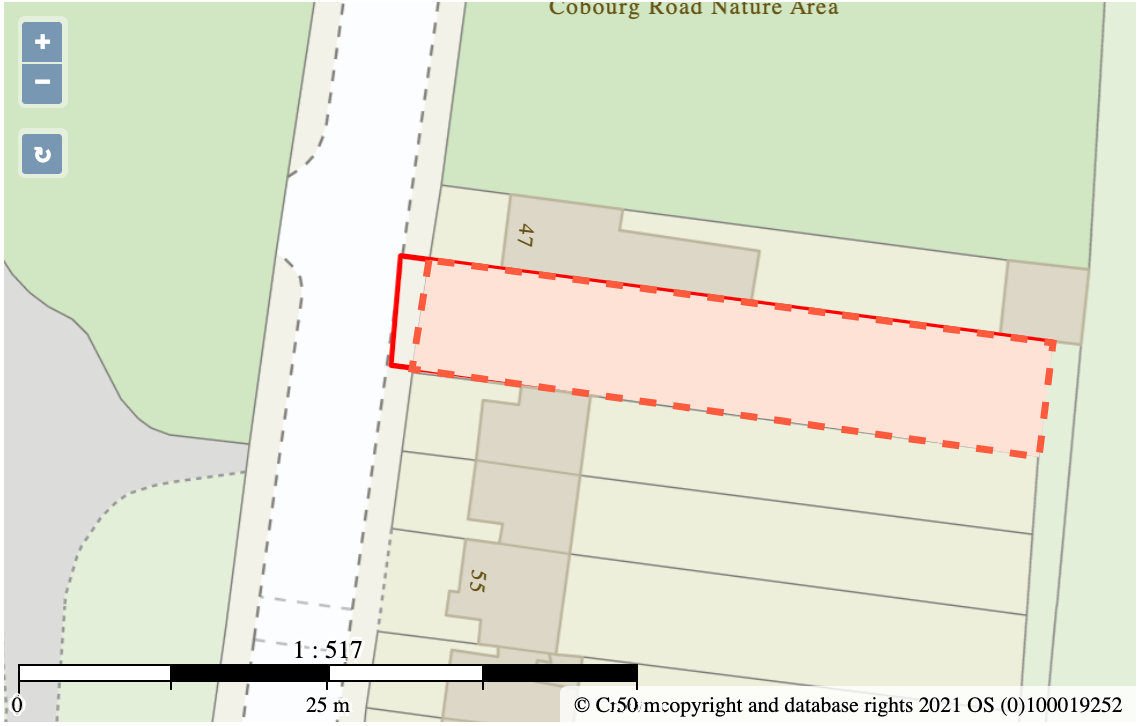 Cobourg Road Nature Area
+
−
↻
47
55
1 : 517
0
25 m
50 m
© Crown copyright and database rights 2021 OS (0)100019252